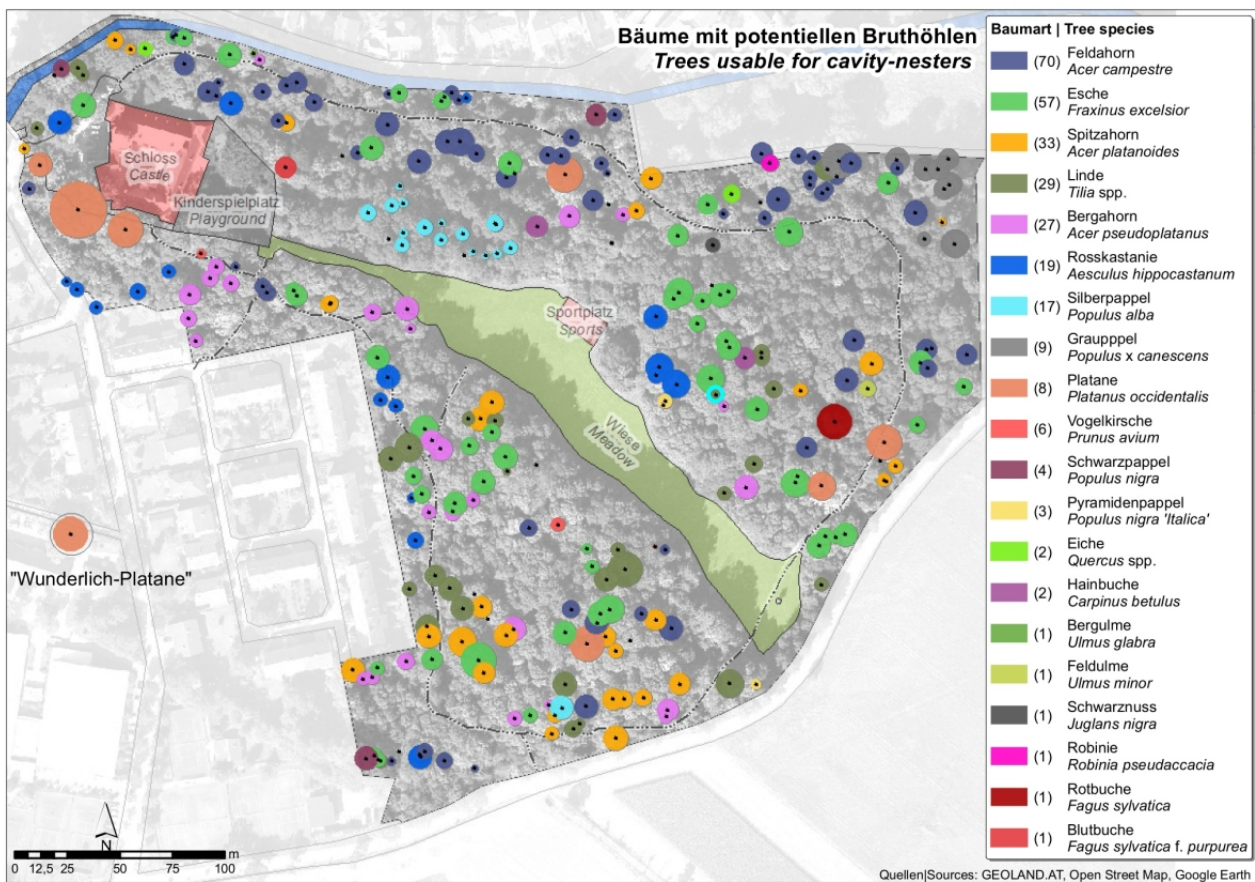 Bäume mit potentiellen Bruthöhlen
Trees usable for cavity-nesters
Schloss
Castle
Kinderspielplatz
Playground
Sportplatz
Sports
Wiese
Meadow
"Wunderlich-Platane"
N
0 12,5 25 50 75 100 m
Baumart | Tree species
(70) Feldahorn
Acer campestre
(57) Esche
Fraxinus excelsior
(33) Spitzahorn
Acer platanoides
(29) Linde
Tilia spp.
(27) Bergahorn
Acer pseudoplatanus
(19) Rosskastanie
Aesculus hippocastanum
(17) Silberpappel
Populus alba
(9) Graupppel
Populus x canescens
(8) Platane
Platanus occidentalis
(6) Vogelkirsche
Prunus avium
(4) Schwarzpappel
Populus nigra
(3) Pyramidenpappel
Populus nigra 'Italica'
(2) Eiche
Quercus spp.
(2) Hainbuche
Carpinus betulus
(1) Bergulme
Ulmus glabra
(1) Feldulme
Ulmus minor
(1) Schwarznuss
Juglans nigra
(1) Robinie
Robinia pseudaccacia
(1) Rotbuche
Fagus sylvatica
(1) Blutbuche
Fagus sylvatica f. purpurea
Quellen|Sources: GEOLAND.AT, Open Street Map, Google Earth